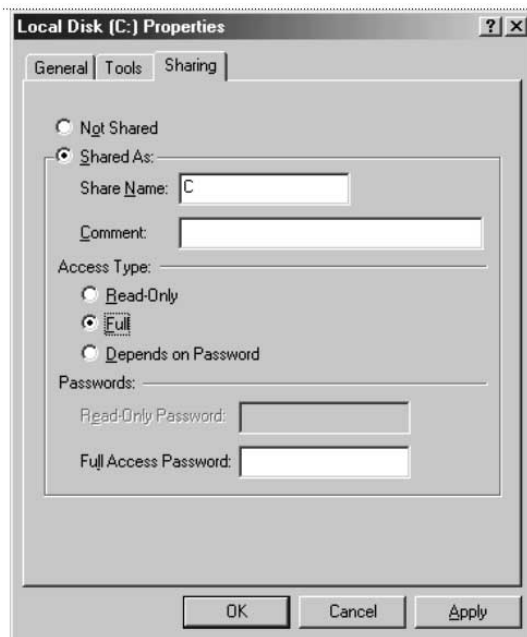 Local Disk (C:) Properties
General Tools Sharing
Not Shared
Shared As:
Share Name: C
Comment:
Access Type:
Read-Only
Full
Depends on Password
Passwords:
Read-Only Password:
Full Access Password:
OK Cancel Apply